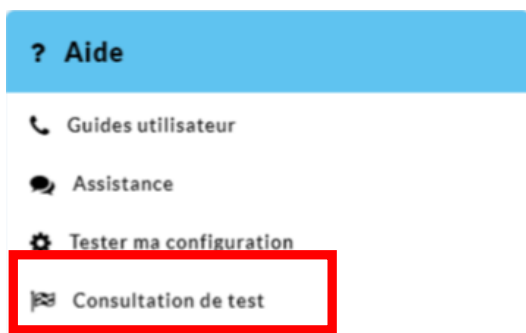 ? Aide
Guides utilisateur
Assistance
Tester ma configuration
Consultation de test